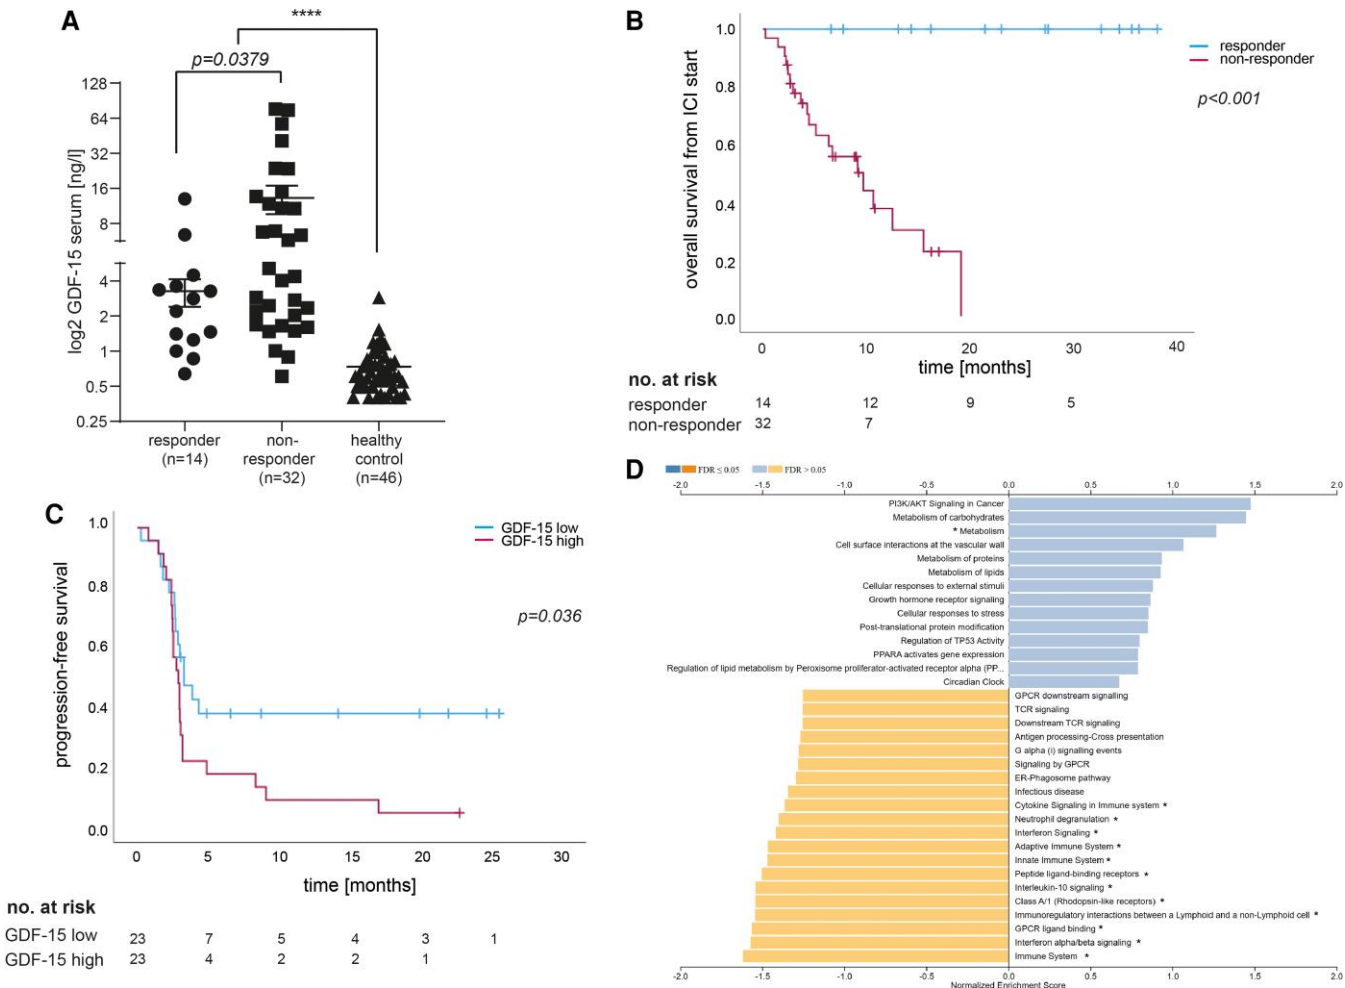 A
****
p=0.0379
log2 GDF-15 serum [ng/l]
128
64
32
16
8
4
2
1
0.5
0.25
responder
(n=14)
non-
responder
(n=32)
healthy
control
(n=46)
B
overall survival from ICI start
1.0
0.8
0.6
0.4
0.2
0.0
responder
non-responder
p<0.001
0 10 20 30 40
time [months]
no. at risk
responder 14 12 9 5
non-responder 32 7
C
progression-free survival
1.0
0.8
0.6
0.4
0.2
0.0
GDF-15 low
GDF-15 high
p=0.036
0 5 10 15 20 25 30
time [months]
no. at risk
GDF-15 low 23 7 5 4 3 1
GDF-15 high 23 4 2 2 1
D
FDR ≤ 0.05 FDR > 0.05
-2.0 -1.5 -1.0 -0.5 0.0 0.5 1.0 1.5 2.0
PI3K/AKT Signaling in Cancer
Metabolism of carbohydrates
* Metabolism
Cell surface interactions at the vascular wall
Metabolism of proteins
Metabolism of lipids
Cellular responses to external stimuli
Growth hormone receptor signaling
Cellular responses to stress
Post-translational protein modification
Regulation of TP53 Activity
PPARA activates gene expression
Regulation of lipid metabolism by Peroxisome proliferator-activated receptor alpha (PP...
Circadian Clock
GPCR downstream signalling
TCR signaling
Downstream TCR signaling
Antigen processing-Cross presentation
G alpha (i) signalling events
Signaling by GPCR
ER-Phagosome pathway
Infectious disease
Cytokine Signaling in Immune system *
Neutrophil degranulation *
Interferon Signaling *
Adaptive Immune System *
Innate Immune System *
Peptide ligand-binding receptors *
Interleukin-10 signaling *
Class A/1 (Rhodopsin-like receptors) *
Immunoregulatory interactions between a Lymphoid and a non-Lymphoid cell *
GPCR ligand binding *
Interferon alpha/beta signaling *
Immune System *
-2.0 -1.5 -1.0 -0.5 0.0 0.5 1.0 1.5 2.0
Normalized Enrichment Score